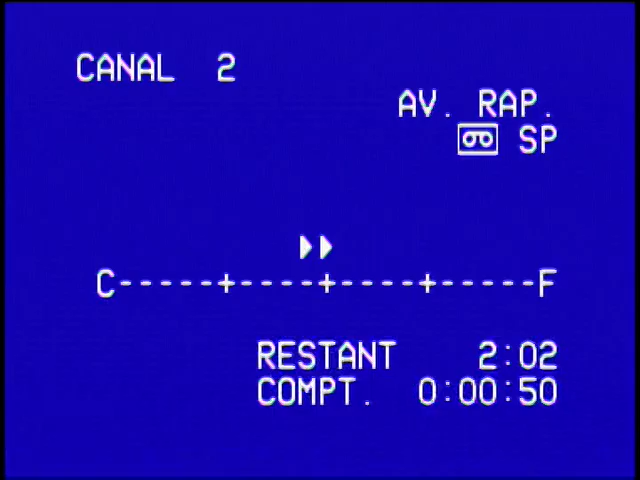 CANAL 2
AV. RAP.
SP
C-----+----+----+-----F
RESTANT 2:02
COMPT. 0:00:50